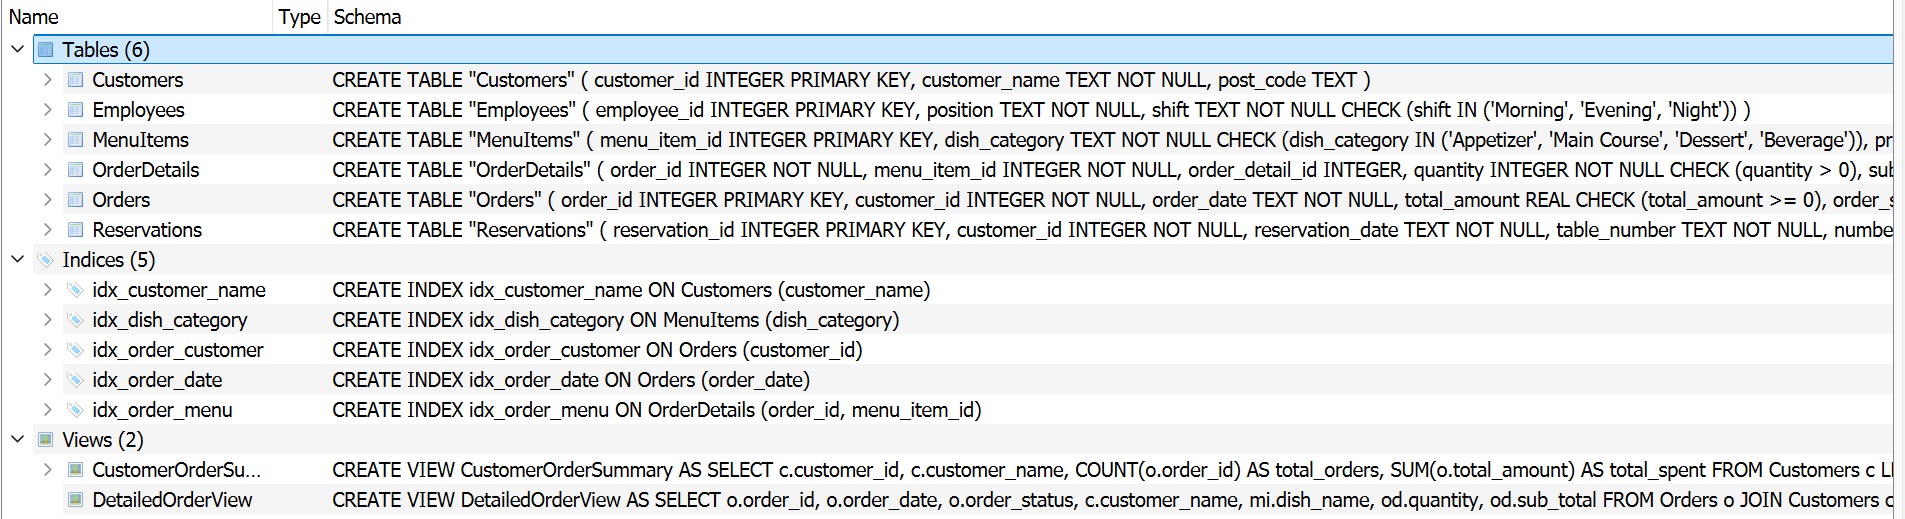 Name Type Schema
Tables (6)
Customers CREATE TABLE "Customers" ( customer_id INTEGER PRIMARY KEY, customer_name TEXT NOT NULL, post_code TEXT )
Employees CREATE TABLE "Employees" ( employee_id INTEGER PRIMARY KEY, position TEXT NOT NULL, shift TEXT NOT NULL CHECK (shift IN ('Morning', 'Evening', 'Night')) )
MenuItems CREATE TABLE "MenuItems" ( menu_item_id INTEGER PRIMARY KEY, dish_category TEXT NOT NULL CHECK (dish_category IN ('Appetizer', 'Main Course', 'Dessert', 'Beverage')), pr
OrderDetails CREATE TABLE "OrderDetails" ( order_id INTEGER NOT NULL, menu_item_id INTEGER NOT NULL, order_detail_id INTEGER, quantity INTEGER NOT NULL CHECK (quantity > 0), sub
Orders CREATE TABLE "Orders" ( order_id INTEGER PRIMARY KEY, customer_id INTEGER NOT NULL, order_date TEXT NOT NULL, total_amount REAL CHECK (total_amount >= 0), order_s
Reservations CREATE TABLE "Reservations" ( reservation_id INTEGER PRIMARY KEY, customer_id INTEGER NOT NULL, reservation_date TEXT NOT NULL, table_number TEXT NOT NULL, numbe
Indices (5)
idx_customer_name CREATE INDEX idx_customer_name ON Customers (customer_name)
idx_dish_category CREATE INDEX idx_dish_category ON MenuItems (dish_category)
idx_order_customer CREATE INDEX idx_order_customer ON Orders (customer_id)
idx_order_date CREATE INDEX idx_order_date ON Orders (order_date)
idx_order_menu CREATE INDEX idx_order_menu ON OrderDetails (order_id, menu_item_id)
Views (2)
CustomerOrderSu... CREATE VIEW CustomerOrderSummary AS SELECT c.customer_id, c.customer_name, COUNT(o.order_id) AS total_orders, SUM(o.total_amount) AS total_spent FROM Customers c LE
DetailedOrderView CREATE VIEW DetailedOrderView AS SELECT o.order_id, o.order_date, o.order_status, c.customer_name, mi.dish_name, od.quantity, od.sub_total FROM Orders o JOIN Customers c